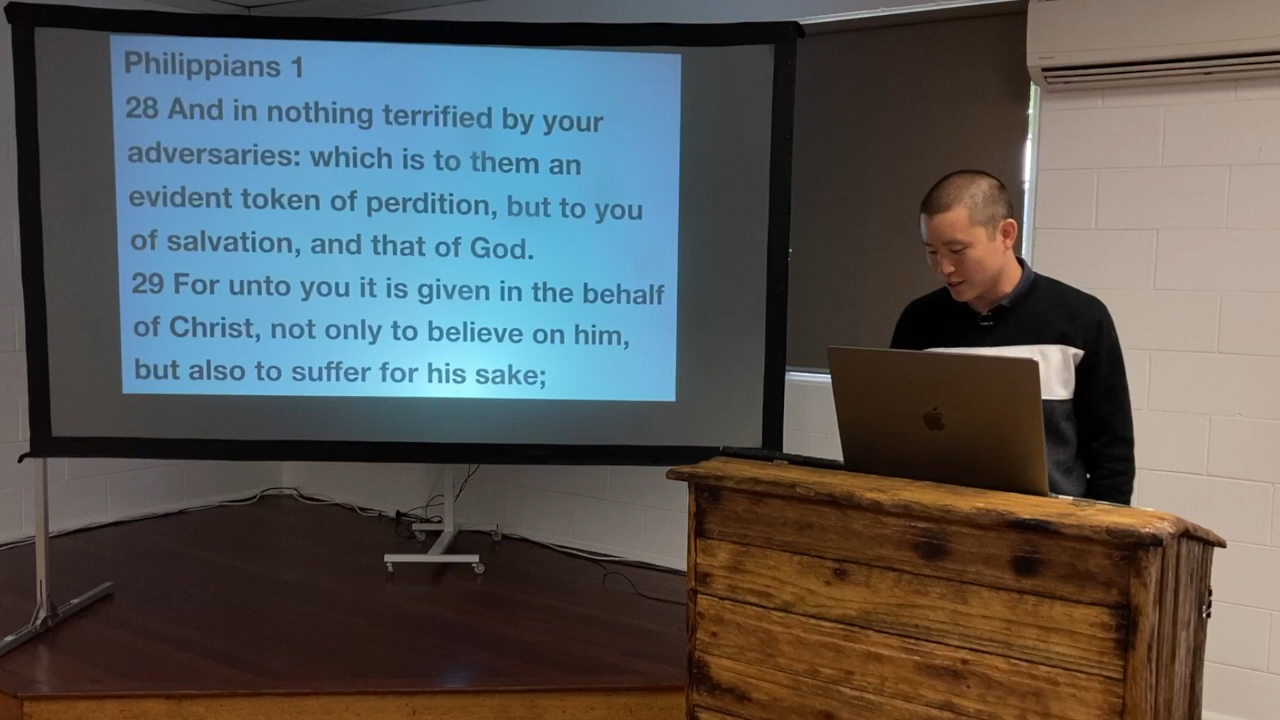 Philippians 1
28 And in nothing terrified by your
adversaries: which is to them an
evident token of perdition, but to you
of salvation, and that of God.
29 For unto you it is given in the behalf
of Christ, not only to believe on him,
but also to suffer for his sake;